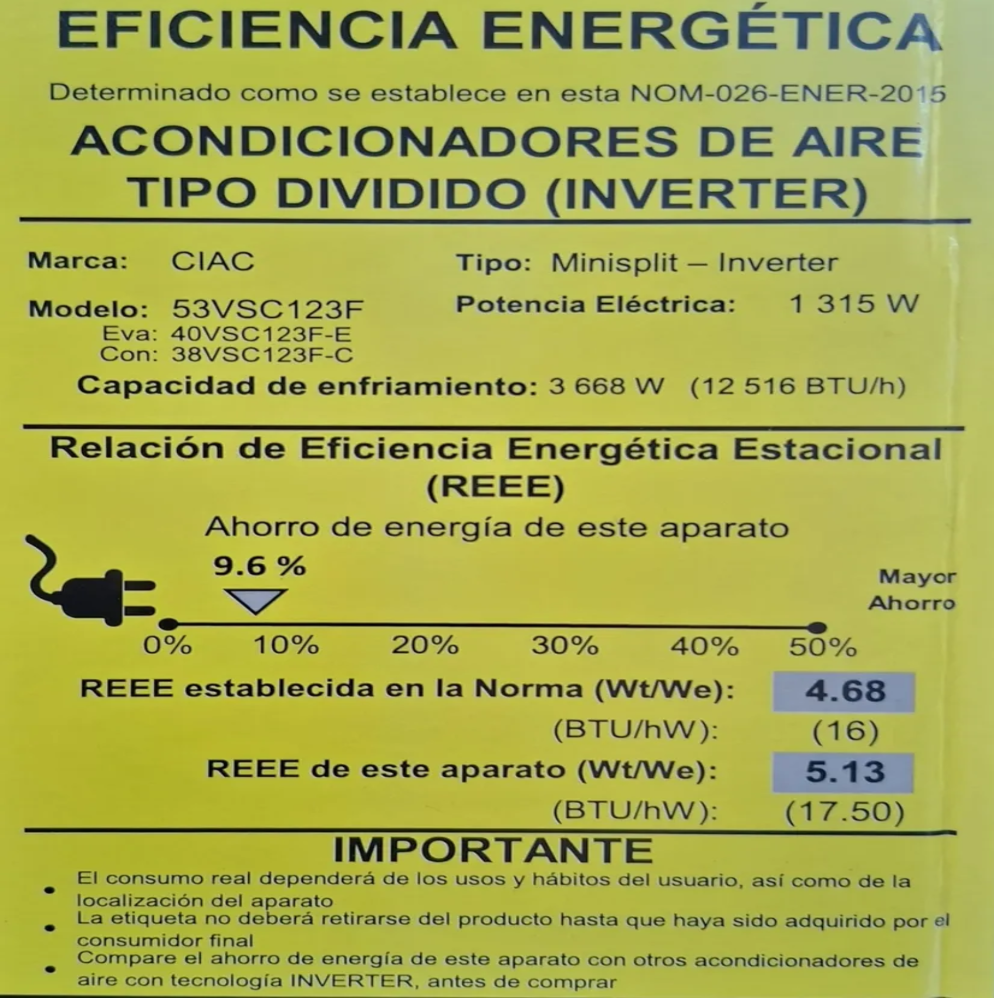 EFICIENCIA ENERGÉTICA
Determinado como se establece en esta NOM-026-ENER-2015
ACONDICIONADORES DE AIRE
TIPO DIVIDIDO (INVERTER)
Marca: CIAC Tipo: Minisplit – Inverter
Modelo: 53VSC123F Potencia Eléctrica: 1 315 W
Eva: 40VSC123F-E
Con: 38VSC123F-C
Capacidad de enfriamiento: 3 668 W (12 516 BTU/h)
Relación de Eficiencia Energética Estacional
(REEE)
Ahorro de energía de este aparato
9.6 %
Mayor
Ahorro
0% 10% 20% 30% 40% 50%
REEE establecida en la Norma (Wt/We): 4.68
(BTU/hW): (16)
REEE de este aparato (Wt/We): 5.13
(BTU/hW): (17.50)
IMPORTANTE
• El consumo real dependerá de los usos y hábitos del usuario, así como de la
localización del aparato
• La etiqueta no deberá retirarse del producto hasta que haya sido adquirido por el
consumidor final
• Compare el ahorro de energía de este aparato con otros acondicionadores de
aire con tecnología INVERTER, antes de comprar